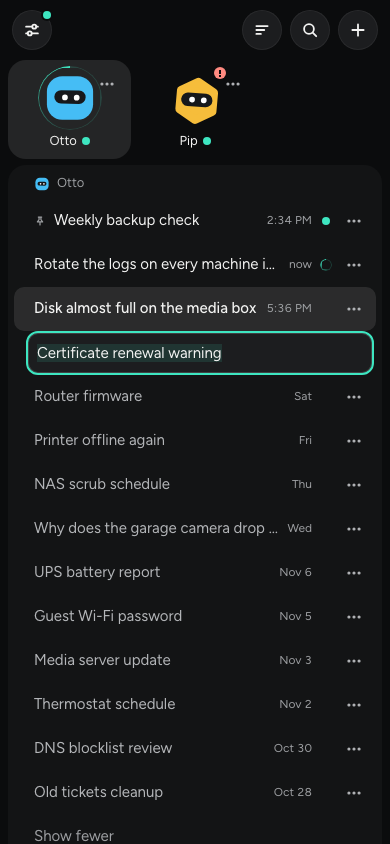 Otto
Pip
Otto
Weekly backup check 2:34 PM
Rotate the logs on every machine i... now
Disk almost full on the media box 5:36 PM
Certificate renewal warning
Router firmware Sat
Printer offline again Fri
NAS scrub schedule Thu
Why does the garage camera drop ... Wed
UPS battery report Nov 6
Guest Wi-Fi password Nov 5
Media server update Nov 3
Thermostat schedule Nov 2
DNS blocklist review Oct 30
Old tickets cleanup Oct 28
Show fewer